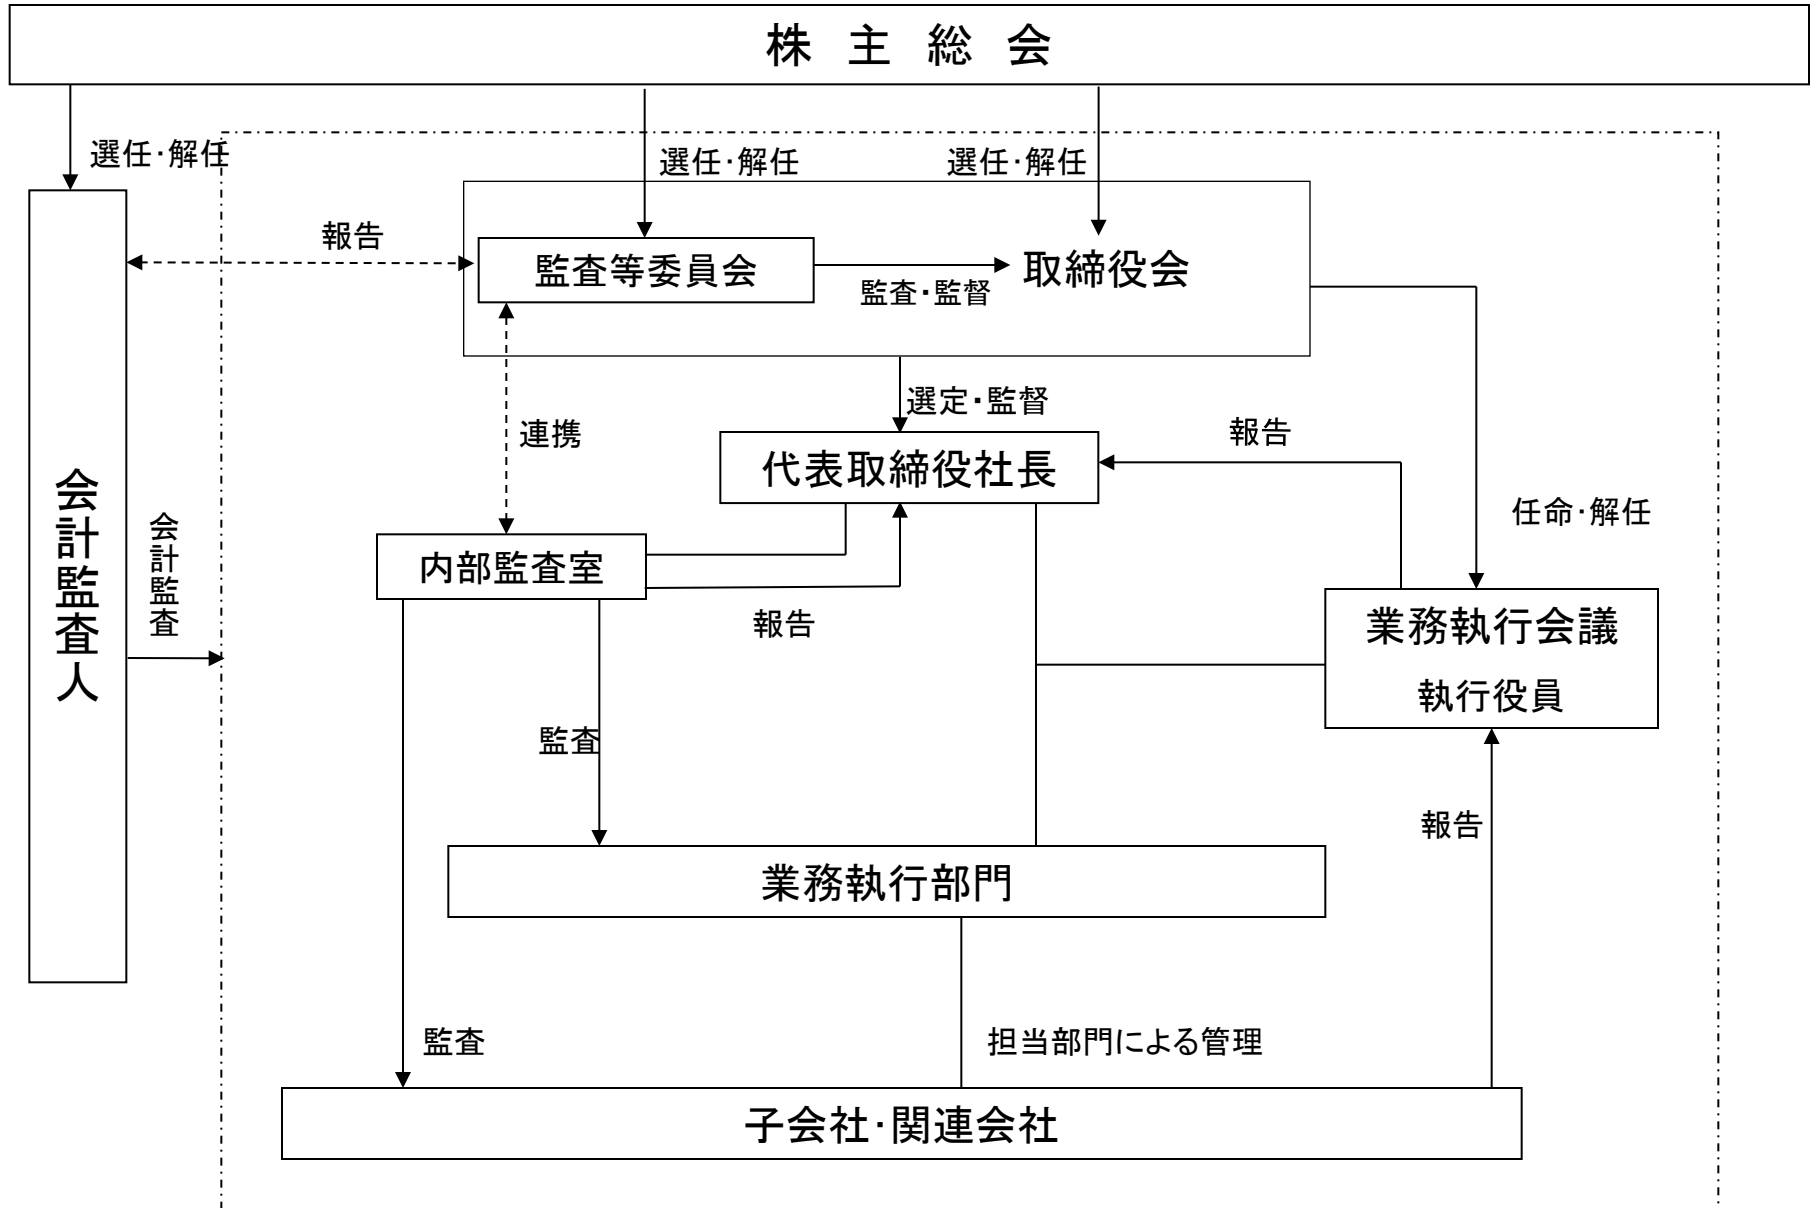 株　主　総　会
選任･解任
選任･解任
選任･解任
報告
監査等委員会
取締役会
監査・監督
選定・監督
連携
報告
代表取締役社長
任命･解任
会計監査人
会計監査
内部監査室
報告
業務執行会議
執行役員
監査
報告
業務執行部門
監査
担当部門による管理
子会社･関連会社